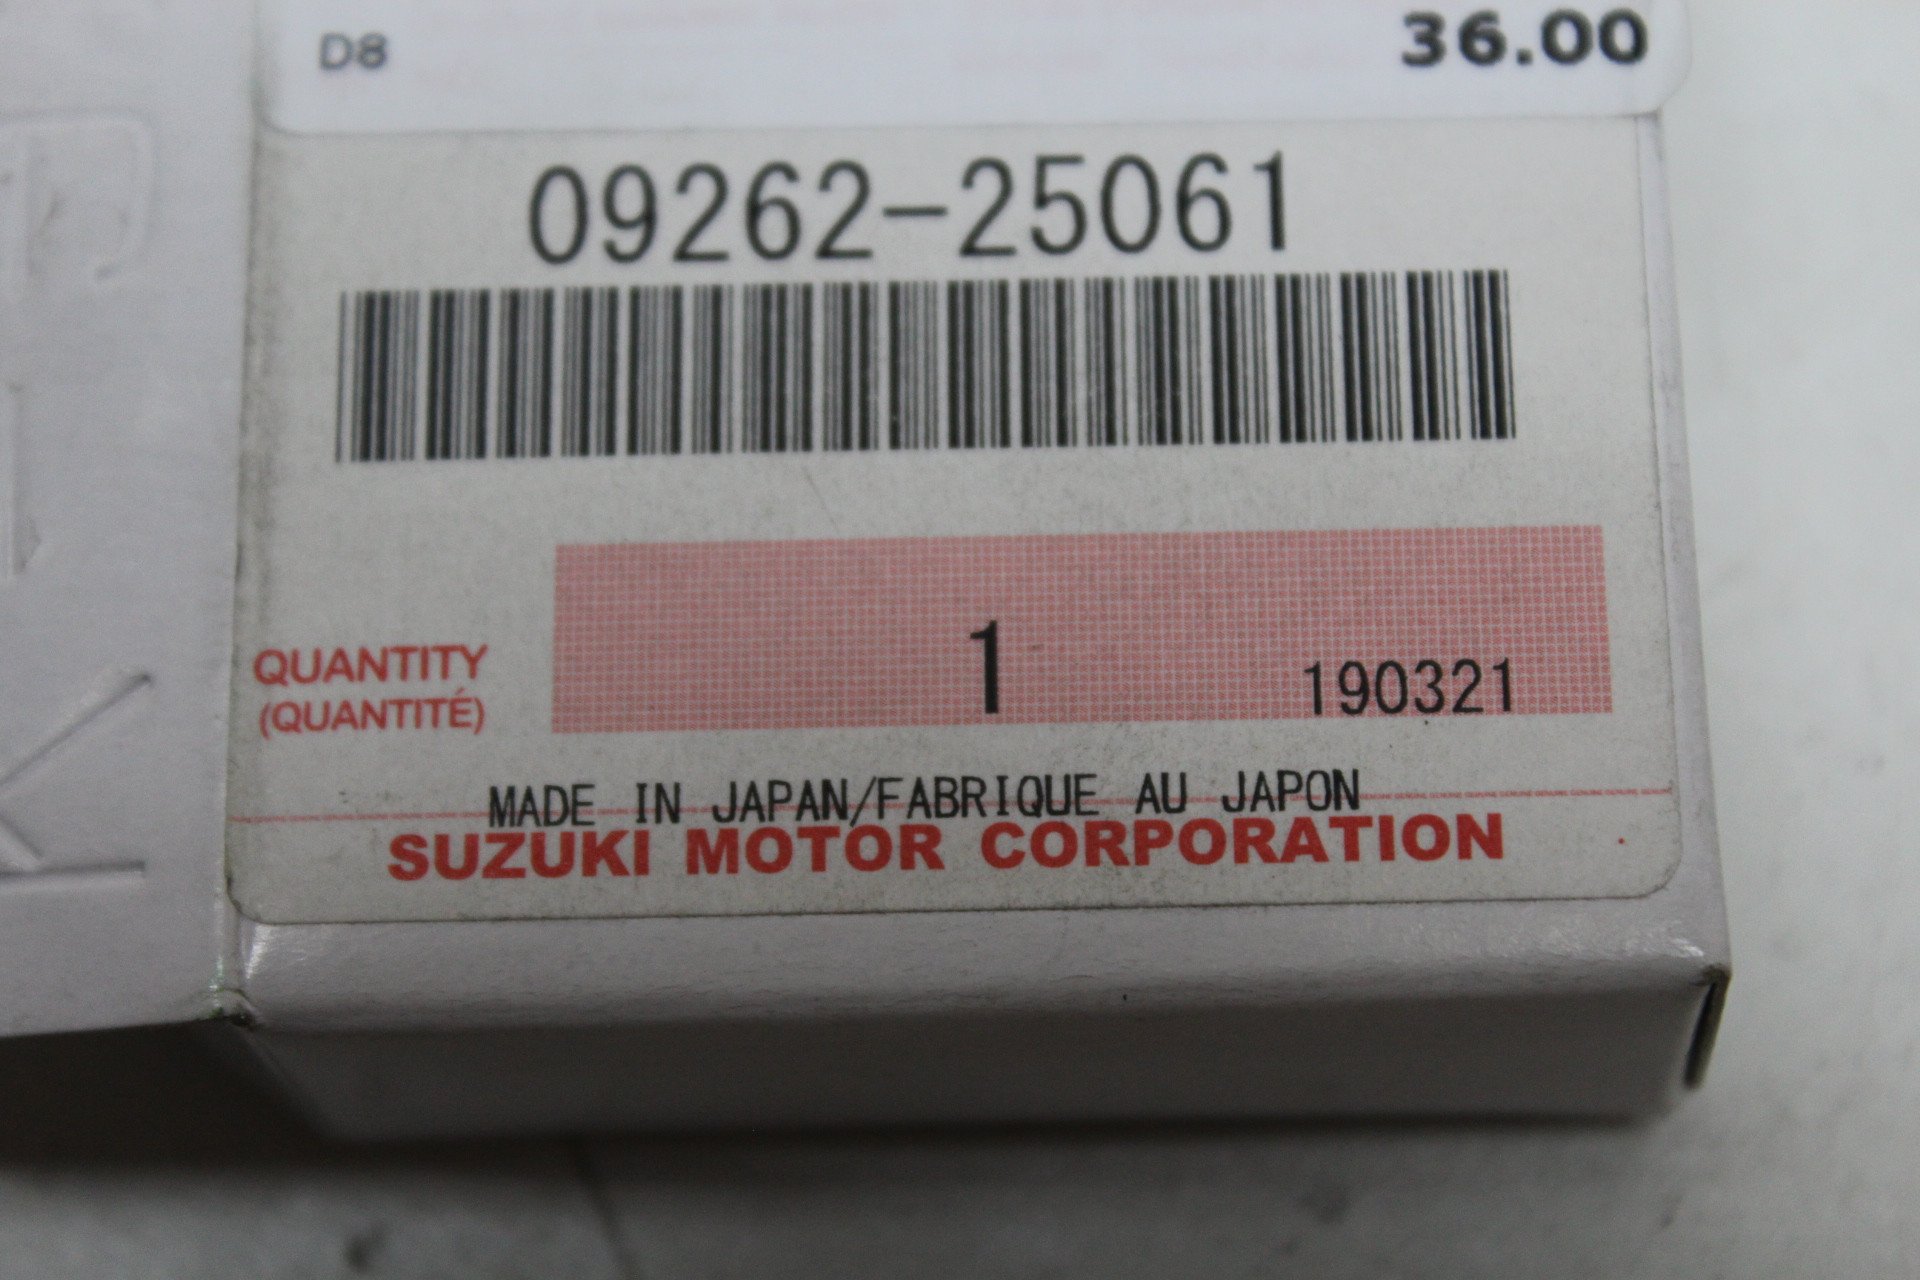 D8 36.00
09262-25061
QUANTITY 1 190321
(QUANTITÉ)
MADE IN JAPAN/FABRIQUE AU JAPON
SUZUKI MOTOR CORPORATION